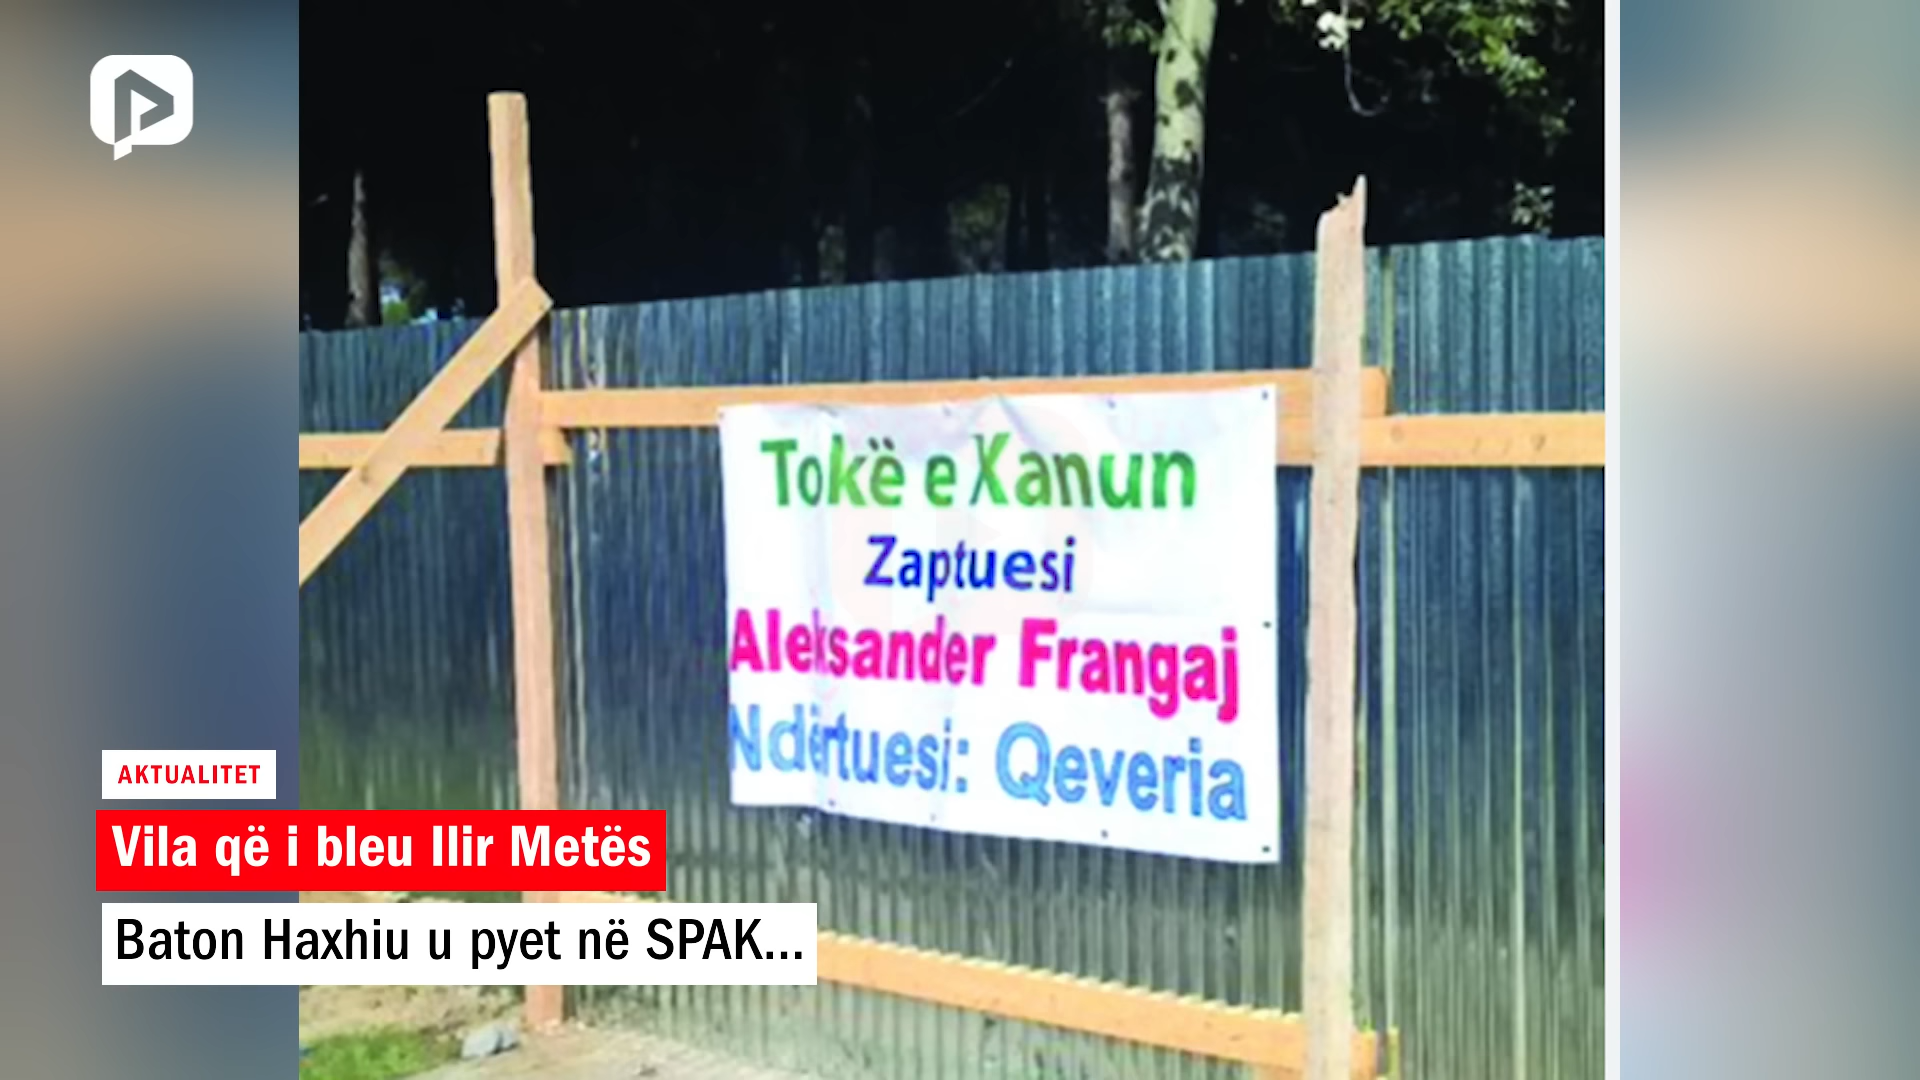 Tokë e Xanun
Zaptuesi
Aleksander Frangaj
Ndërtuesi: Qeveria
AKTUALITET
Vila që i bleu Ilir Metës
Baton Haxhiu u pyet në SPAK...